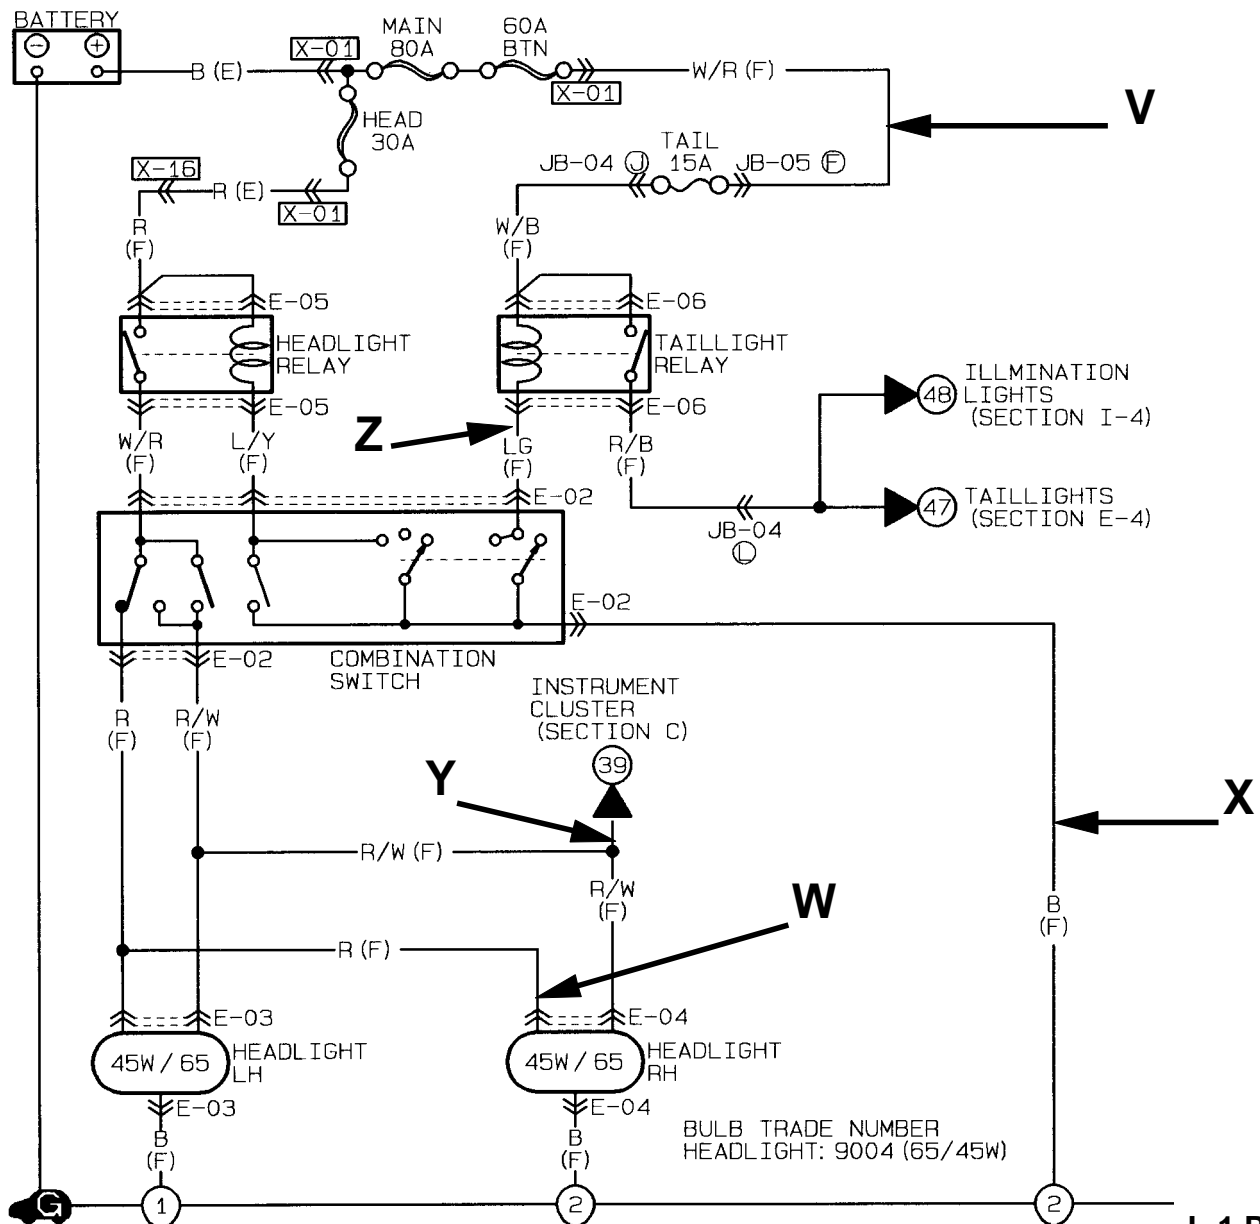 BATTERY
− +
MAIN
80A
60A
BTN
X-01
B (E)
W/R (F)
X-01
V
HEAD
30A
TAIL
15A
JB-04 J
JB-05 F
X-16
R (E)
X-01
R
(F)
W/B
(F)
E-05
E-06
HEADLIGHT
RELAY
TAILLIGHT
RELAY
E-05
E-06
48
ILLMINATION
LIGHTS
(SECTION I-4)
Z
W/R
(F)
L/Y
(F)
LG
(F)
R/B
(F)
E-02
47
TAILLIGHTS
(SECTION E-4)
JB-04
L
E-02
E-02
COMBINATION
SWITCH
INSTRUMENT
CLUSTER
(SECTION C)
R
(F)
R/W
(F)
39
Y
X
R/W (F)
R/W
(F)
W
B
(F)
R (F)
E-03
E-04
45W / 65
HEADLIGHT
LH
45W / 65
HEADLIGHT
RH
E-03
E-04
B
(F)
B
(F)
BULB TRADE NUMBER
HEADLIGHT: 9004 (65/45W)
G
1
2
2